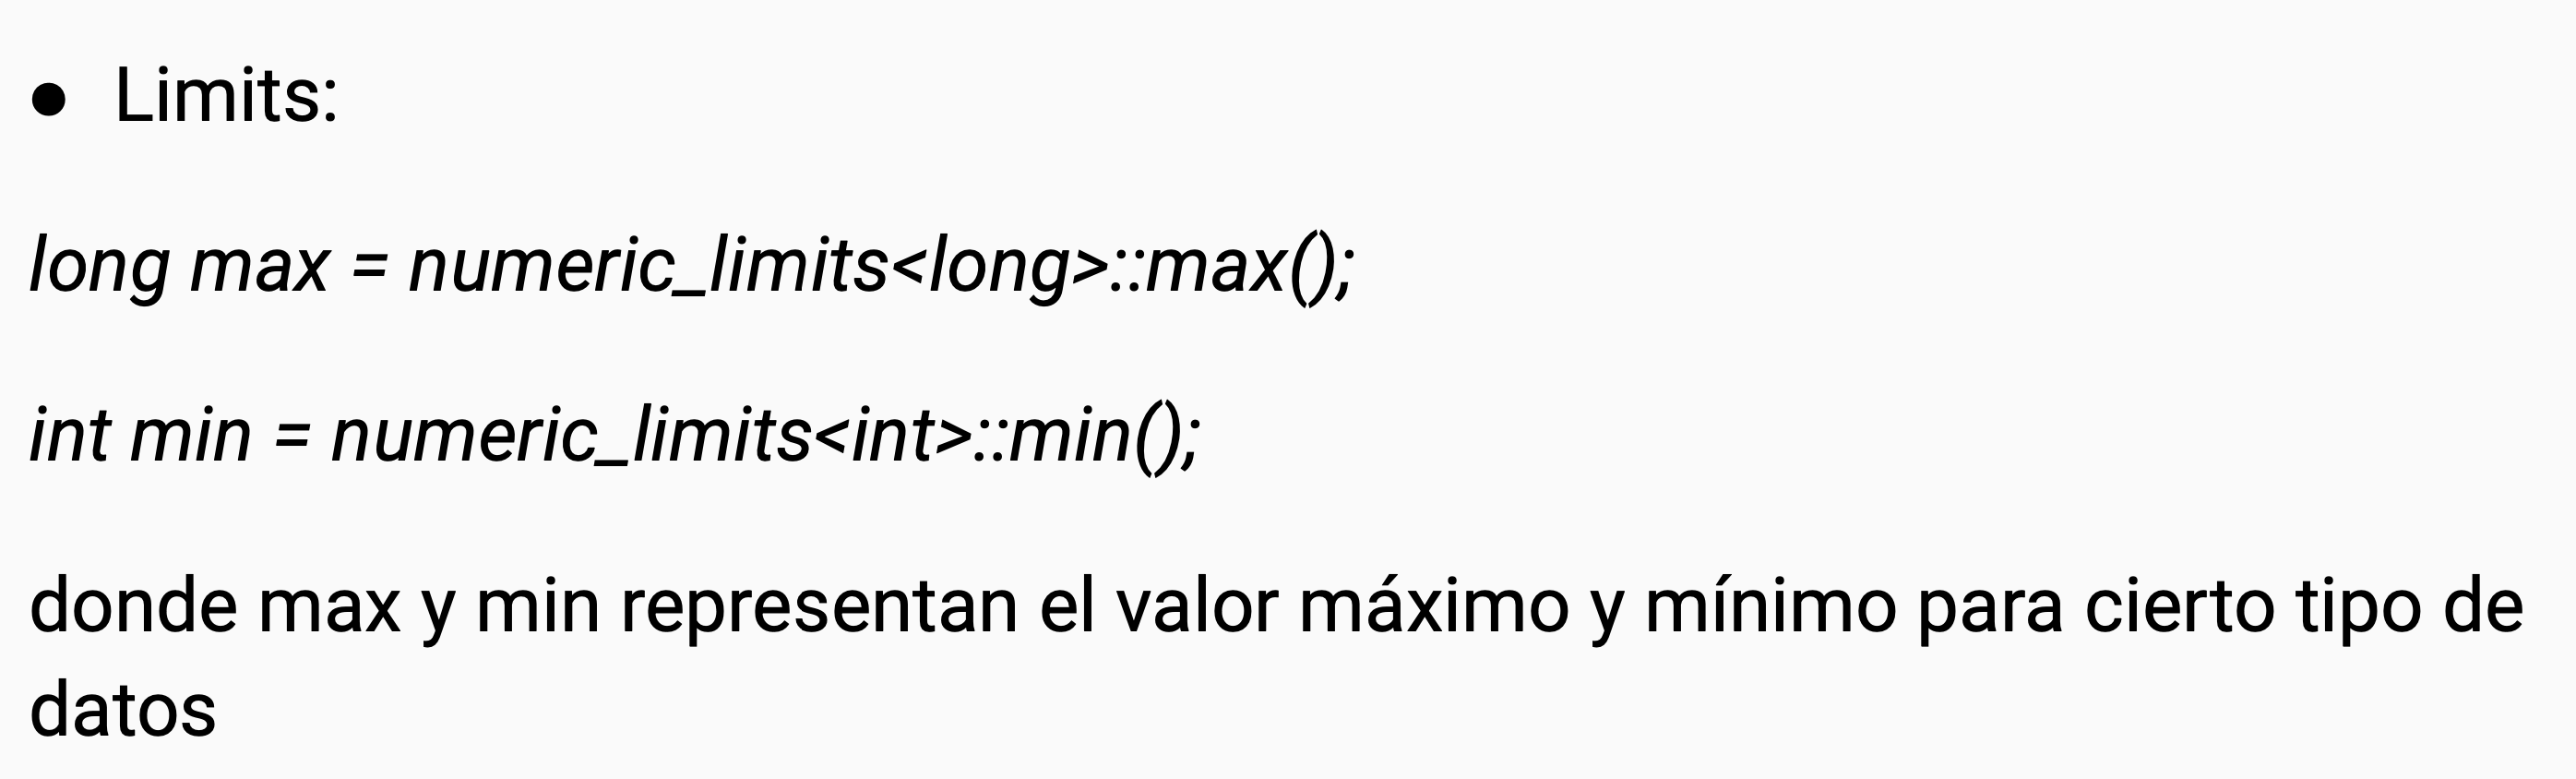 ● Limits:
long max = numeric_limits<long>::max();
int min = numeric_limits<int>::min();
donde max y min representan el valor máximo y mínimo para cierto tipo de
datos